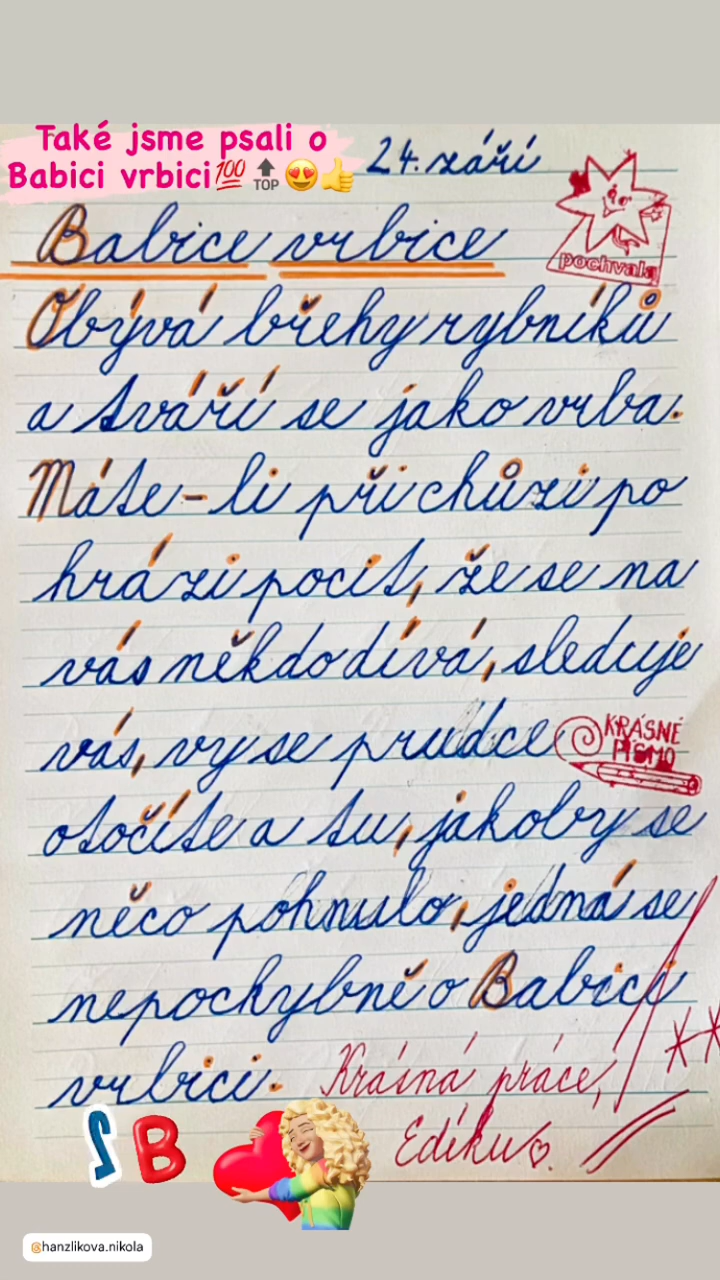 Také jsme psali o
Babici vrbici💯🔝😍👍
24. září
Babice vrbice
pochvala
Obývá břehy rybníků
a tváří se jako vrba.
Máte-li při chůzi po
hrázi pocit, že se na
vás někdo dívá, sleduje
vás, vy se prudce
KRÁSNÉ
PÍSMO
otočíte a tu, jakoby se
něco pohnulo, jedná se
nepochybně o Babici
vrbici.
Krásná práce,
Edíku♡.
2 B
@hanzlikova.nikola